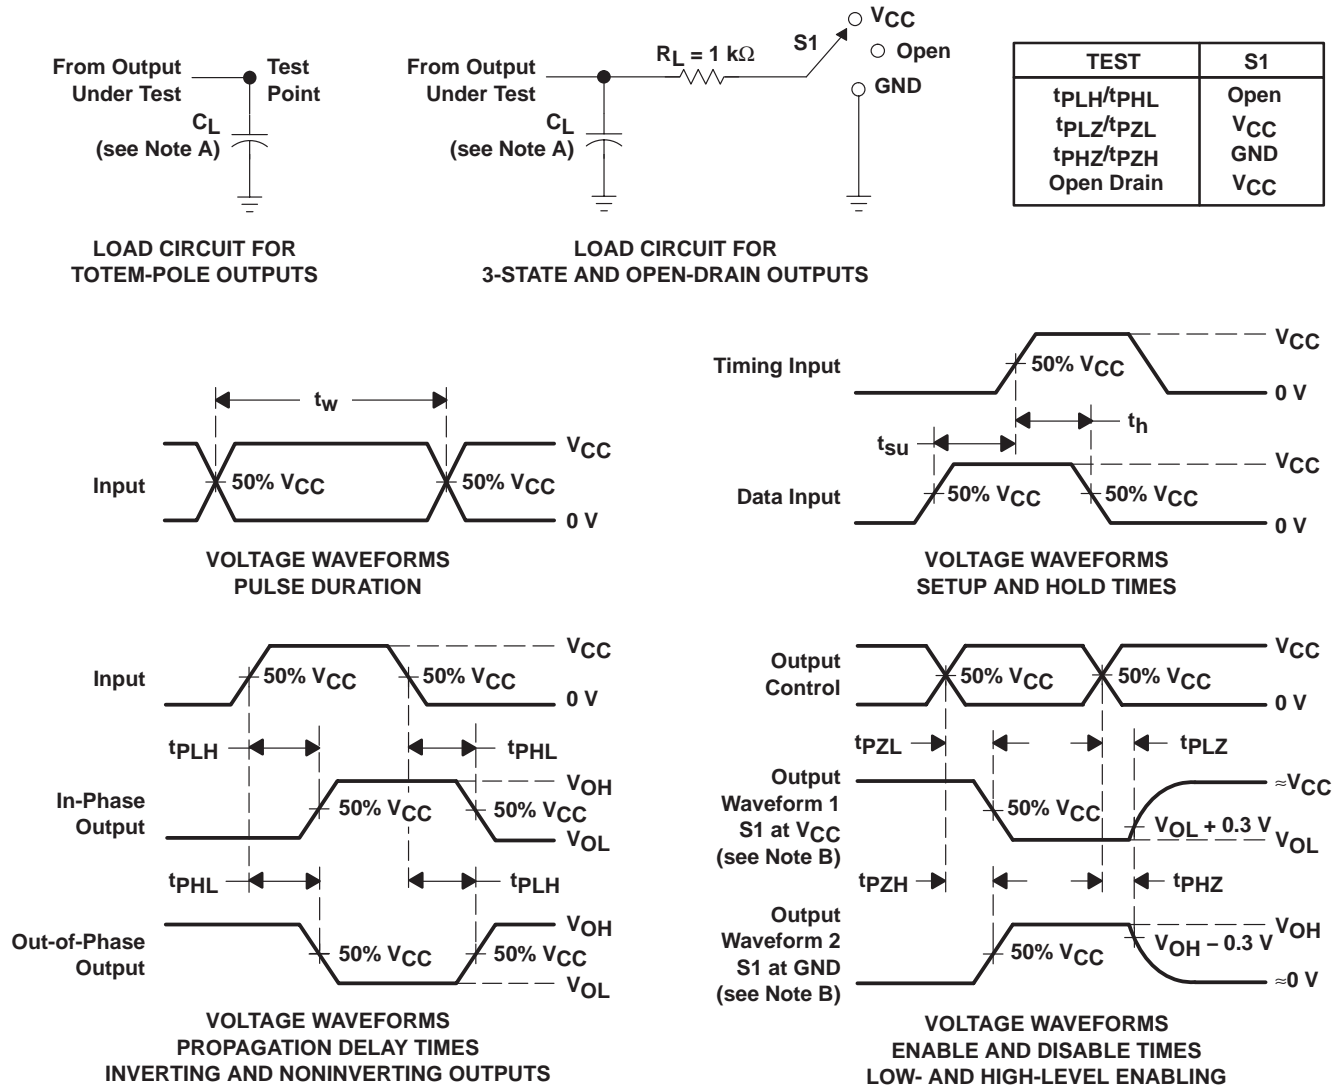 From Output
Under Test
Test
Point
CL
(see Note A)
LOAD CIRCUIT FOR
TOTEM-POLE OUTPUTS
From Output
Under Test
RL = 1 kΩ
S1
VCC
Open
GND
CL
(see Note A)
LOAD CIRCUIT FOR
3-STATE AND OPEN-DRAIN OUTPUTS
TEST S1
tPLH/tPHL Open
tPLZ/tPZL VCC
tPHZ/tPZH GND
Open Drain VCC
tw
Input
50% VCC
50% VCC
VCC
0 V
VOLTAGE WAVEFORMS
PULSE DURATION
Timing Input
50% VCC
VCC
0 V
tsu
th
Data Input
50% VCC
50% VCC
VCC
0 V
VOLTAGE WAVEFORMS
SETUP AND HOLD TIMES
Input
50% VCC
50% VCC
VCC
0 V
tPLH
tPHL
In-Phase
Output
50% VCC
50% VCC
VOH
VOL
tPHL
tPLH
Out-of-Phase
Output
50% VCC
50% VCC
VOH
VOL
VOLTAGE WAVEFORMS
PROPAGATION DELAY TIMES
INVERTING AND NONINVERTING OUTPUTS
Output
Control
50% VCC
50% VCC
VCC
0 V
tPZL
tPLZ
Output
Waveform 1
S1 at VCC
(see Note B)
50% VCC
≈VCC
VOL + 0.3 V
VOL
tPZH
tPHZ
Output
Waveform 2
S1 at GND
(see Note B)
50% VCC
VOH
VOH – 0.3 V
≈0 V
VOLTAGE WAVEFORMS
ENABLE AND DISABLE TIMES
LOW- AND HIGH-LEVEL ENABLING